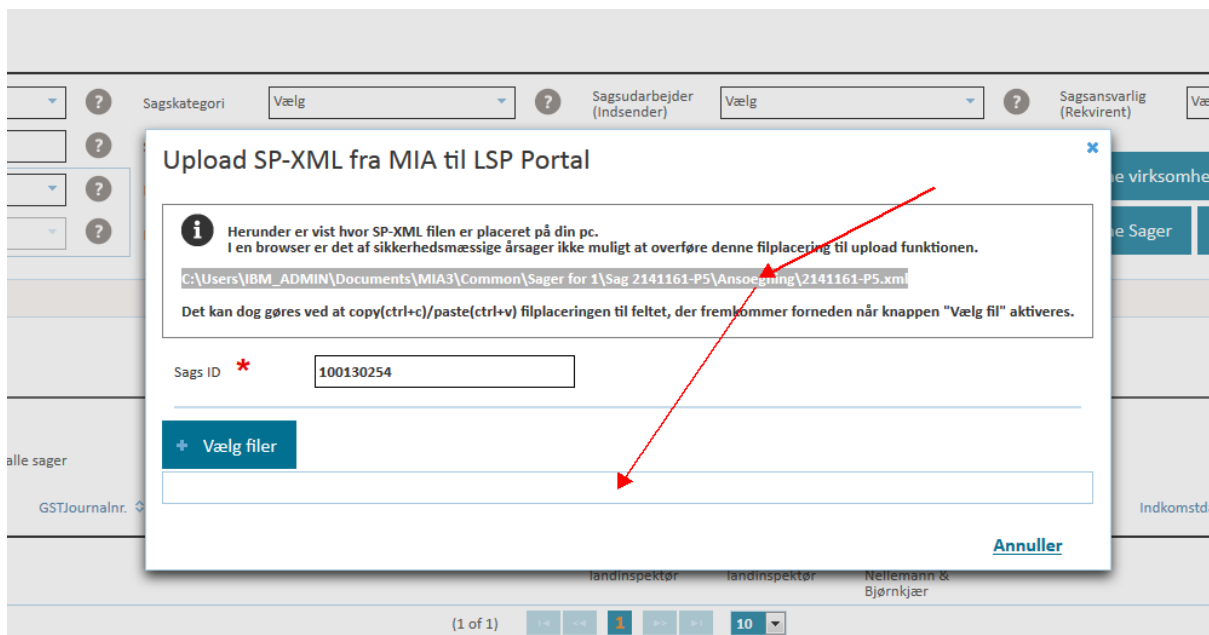 Sagskategori
Vælg
Sagsudarbejder
(Indsender)
Vælg
Sagsansvarlig
(Rekvirent)
Upload SP-XML fra MIA til LSP Portal
Herunder er vist hvor SP-XML filen er placeret på din pc.
I en browser er det af sikkerhedsmæssige årsager ikke muligt at overføre denne filplacering til upload funktionen.
C:\Users\IBM_ADMIN\Documents\MIA3\Common\Sager for 1\Sag 2141161-P5\Ansoegning\2141161-P5.xml
Det kan dog gøres ved at copy(ctrl+c)/paste(ctrl+v) filplaceringen til feltet, der fremkommer forneden når knappen "Vælg fil" aktiveres.
Sags ID * 100130254
+ Vælg filer
Annuller
e virksomhe
e Sager
alle sager
GSTJournalnr.
Indkomstd
landinspektør
landinspektør
Nellemann &
Bjørnkjær
(1 of 1)
1
10